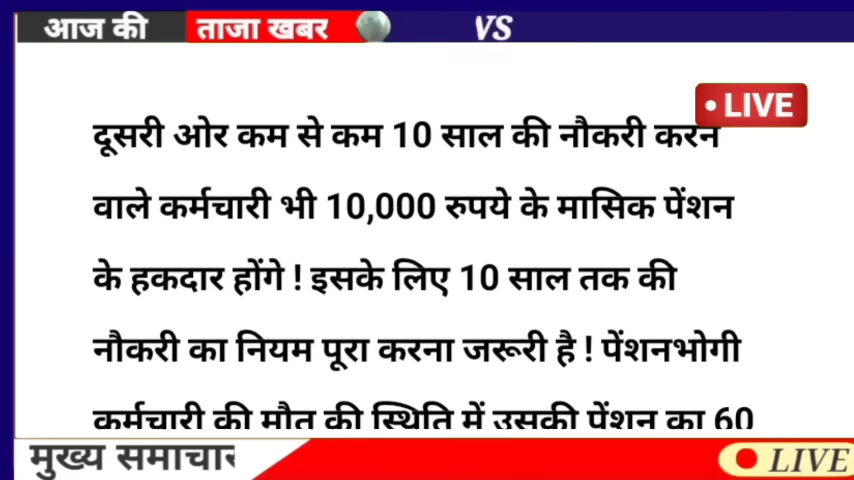 आज की ताजा खबर VS
LIVE
दूसरी ओर कम से कम 10 साल की नौकरी करने
वाले कर्मचारी भी 10,000 रुपये के मासिक पेंशन
के हकदार होंगे ! इसके लिए 10 साल तक की
नौकरी का नियम पूरा करना जरूरी है ! पेंशनभोगी
कर्मचारी की मौत की स्थिति में उसकी पेंशन का 60
मुख्य समाचार LIVE